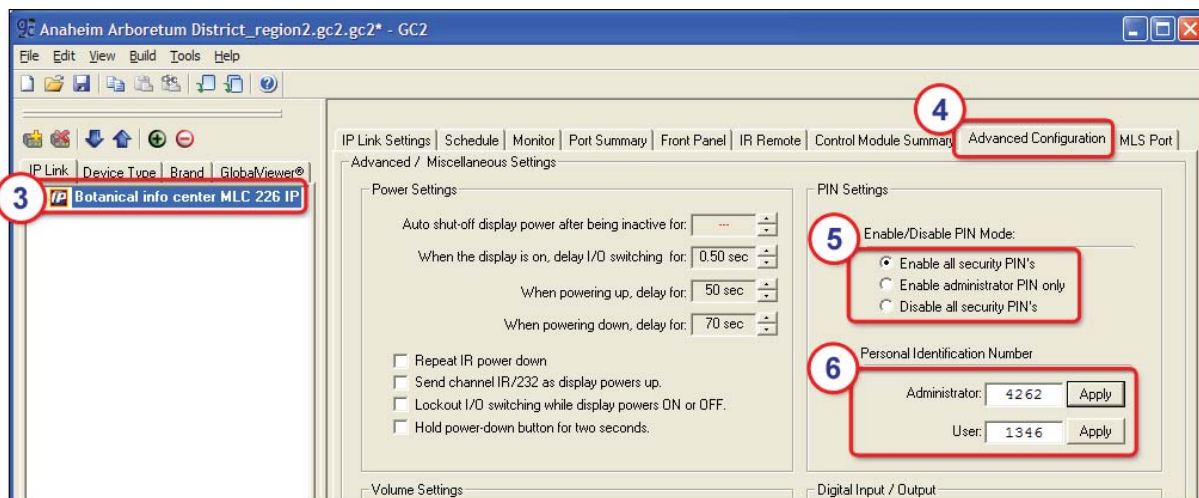 Anaheim Arboretum District_region2.gc2.gc2* - GC2
File Edit View Build Tools Help
4
IP Link Settings Schedule Monitor Port Summary Front Panel IR Remote Control Module Summary Advanced Configuration MLS Port
IP Link Device Type Brand GlobalViewer®
3
IP Botanical info center MLC 226 IP
Advanced / Miscellaneous Settings
Power Settings
Auto shut-off display power after being inactive for: ---
When the display is on, delay I/O switching for: 0.50 sec
When powering up, delay for: 50 sec
When powering down, delay for: 70 sec
Repeat IR power down
Send channel IR/232 as display powers up.
Lockout I/O switching while display powers ON or OFF.
Hold power-down button for two seconds.
PIN Settings
5
Enable/Disable PIN Mode:
Enable all security PIN's
Enable administrator PIN only
Disable all security PIN's
Personal Identification Number
6
Administrator: 4262 Apply
User: 1346 Apply
Volume Settings
Digital Input / Output